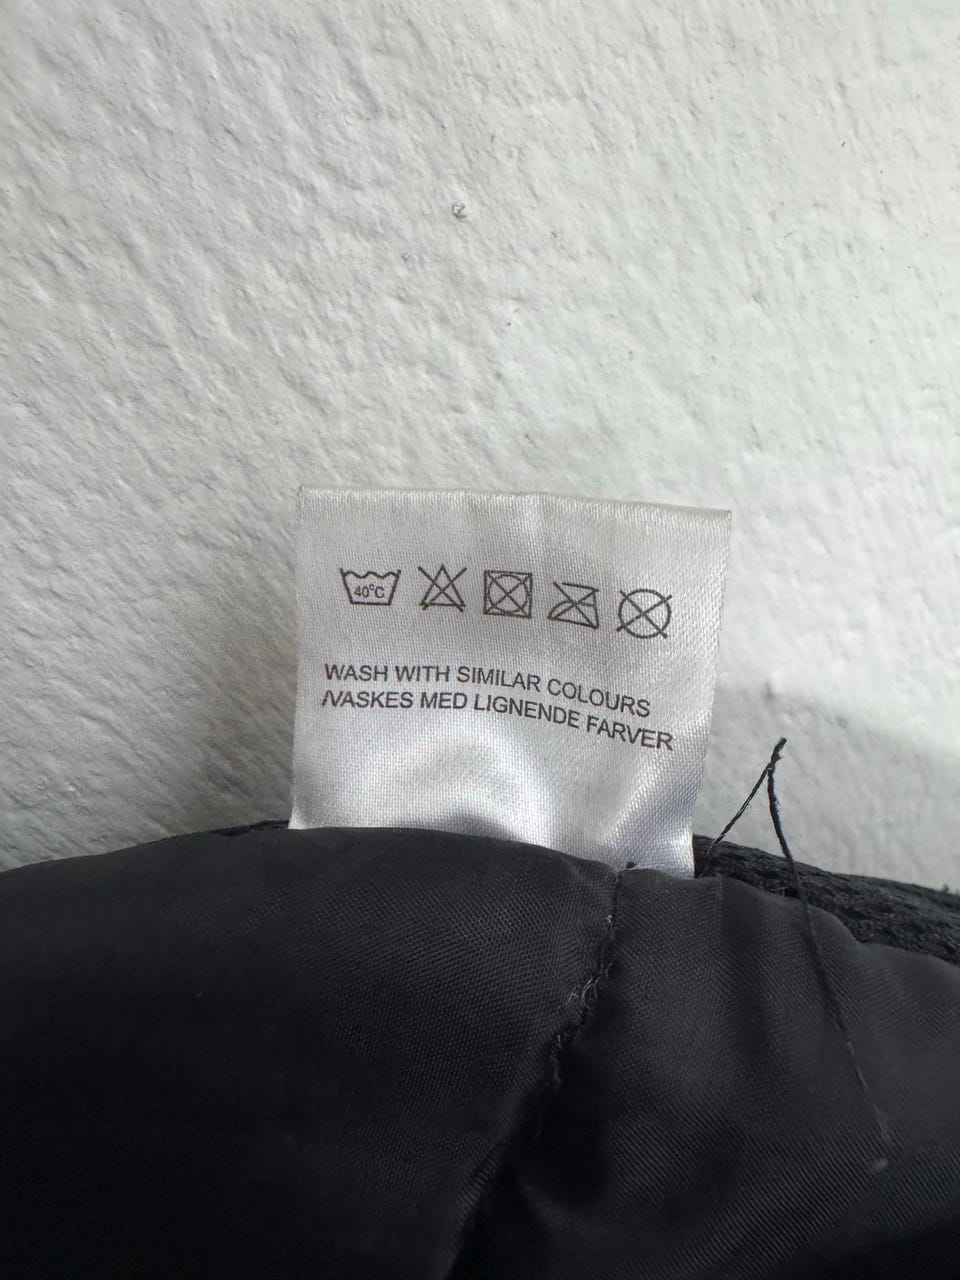 40°C
WASH WITH SIMILAR COLOURS
/VASKES MED LIGNENDE FARVER